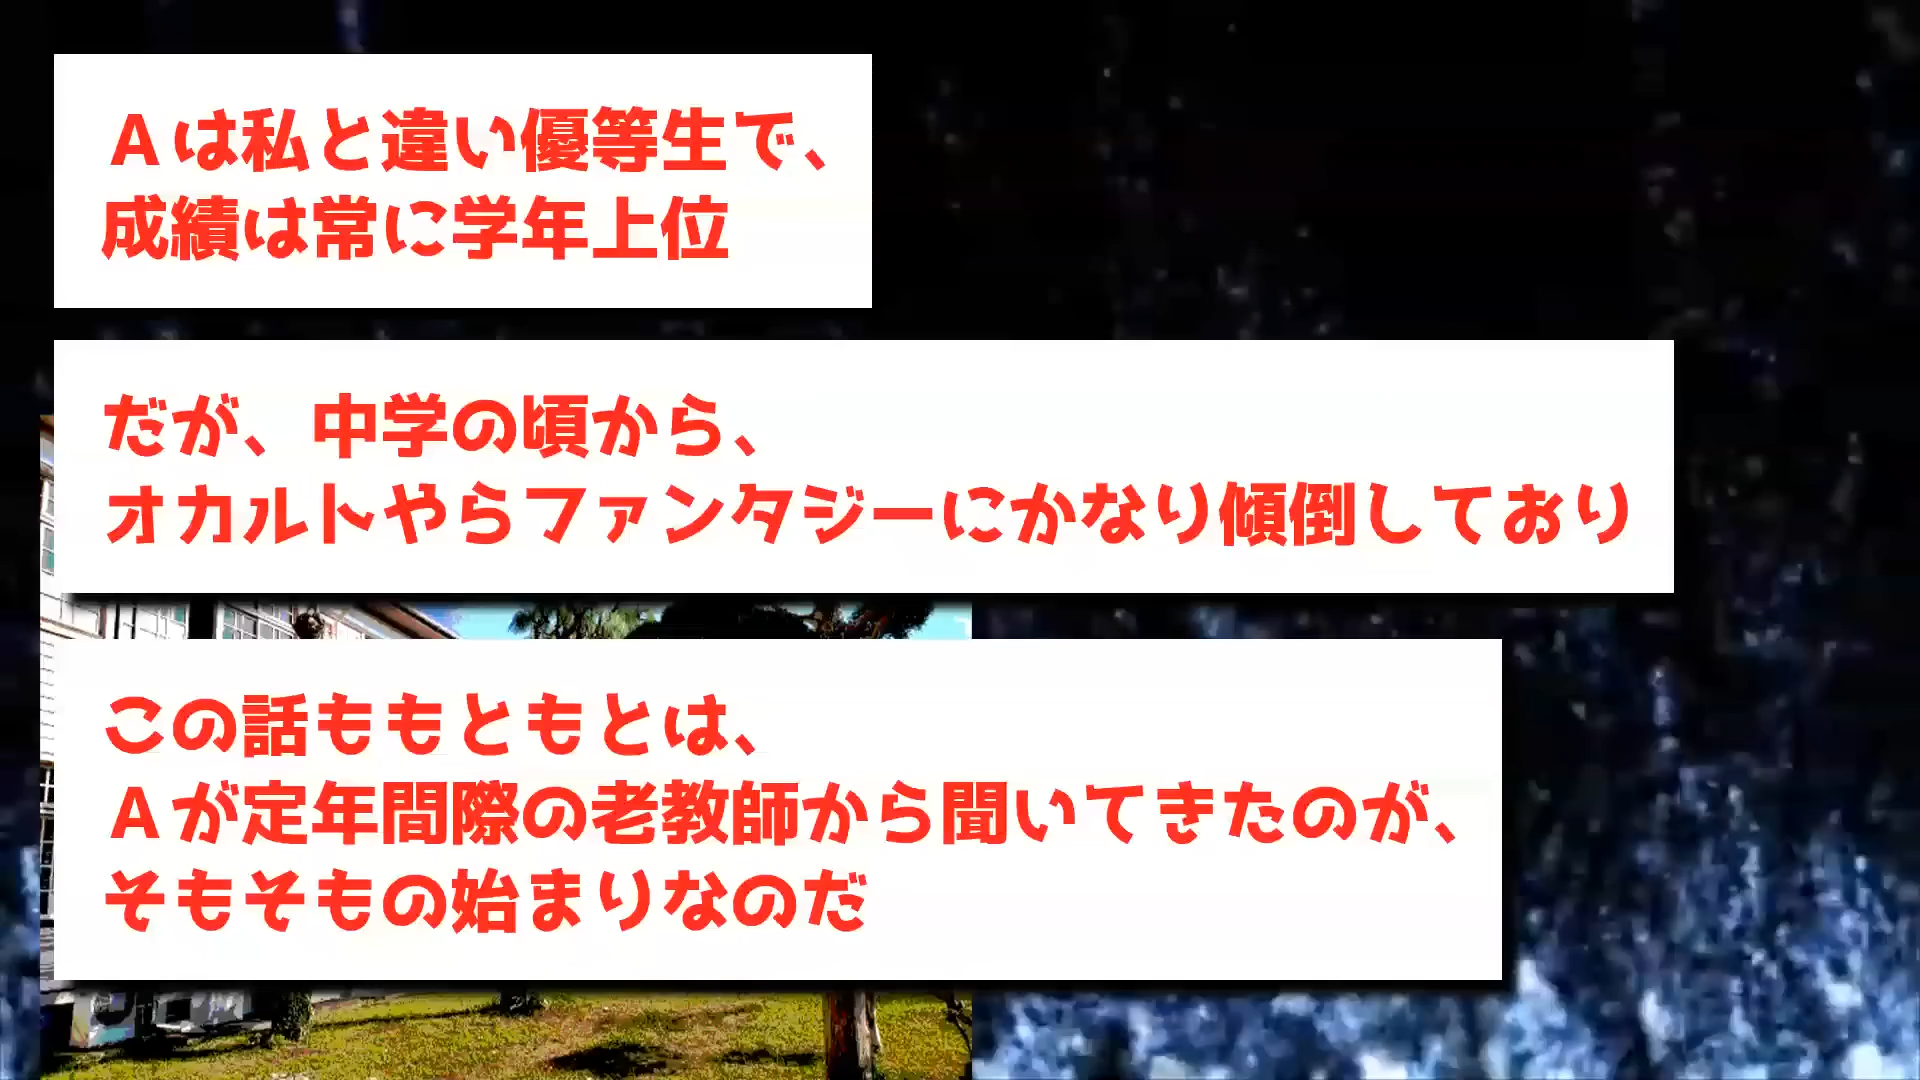 Ａは私と違い優等生で、
成績は常に学年上位
だが、中学の頃から、
オカルトやらファンタジーにかなり傾倒しており
この話ももともとは、
Ａが定年間際の老教師から聞いてきたのが、
そもそもの始まりなのだ